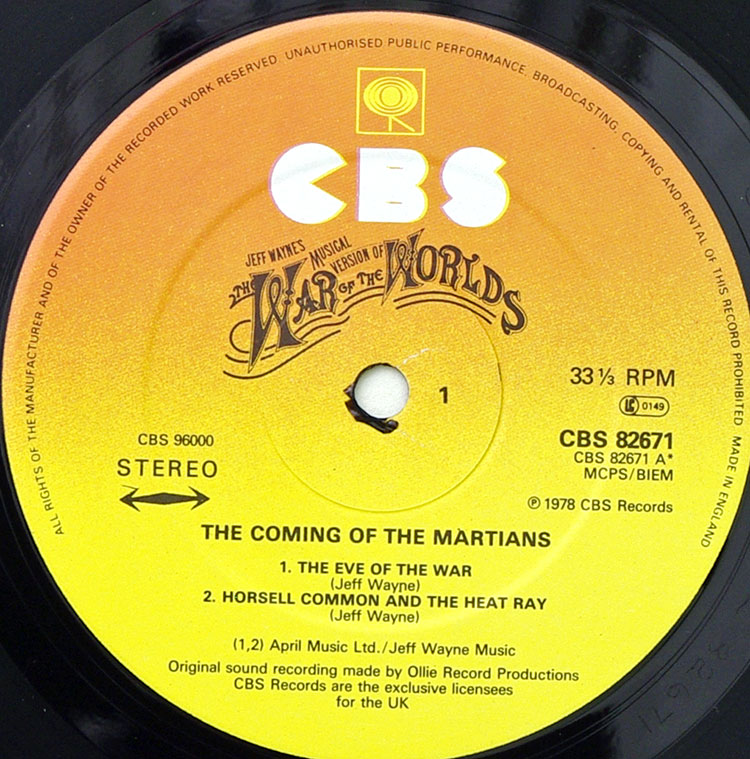 ALL RIGHTS OF THE MANUFACTURER AND OF THE OWNER OF THE RECORDED WORK RESERVED. UNAUTHORISED PUBLIC PERFORMANCE, BROADCASTING, COPYING AND RENTAL OF THIS RECORD PROHIBITED MADE IN ENGLAND
CBS
JEFF WAYNE'S MUSICAL VERSION OF
THE WAR OF THE WORLDS
1
33 ⅓ RPM
LC 0149
CBS 82671
CBS 82671 A*
MCPS/BIEM
CBS 96000
STEREO
℗ 1978 CBS Records
THE COMING OF THE MARTIANS
1. THE EVE OF THE WAR
(Jeff Wayne)
2. HORSELL COMMON AND THE HEAT RAY
(Jeff Wayne)
(1,2) April Music Ltd./Jeff Wayne Music
Original sound recording made by Ollie Record Productions
CBS Records are the exclusive licensees
for the UK